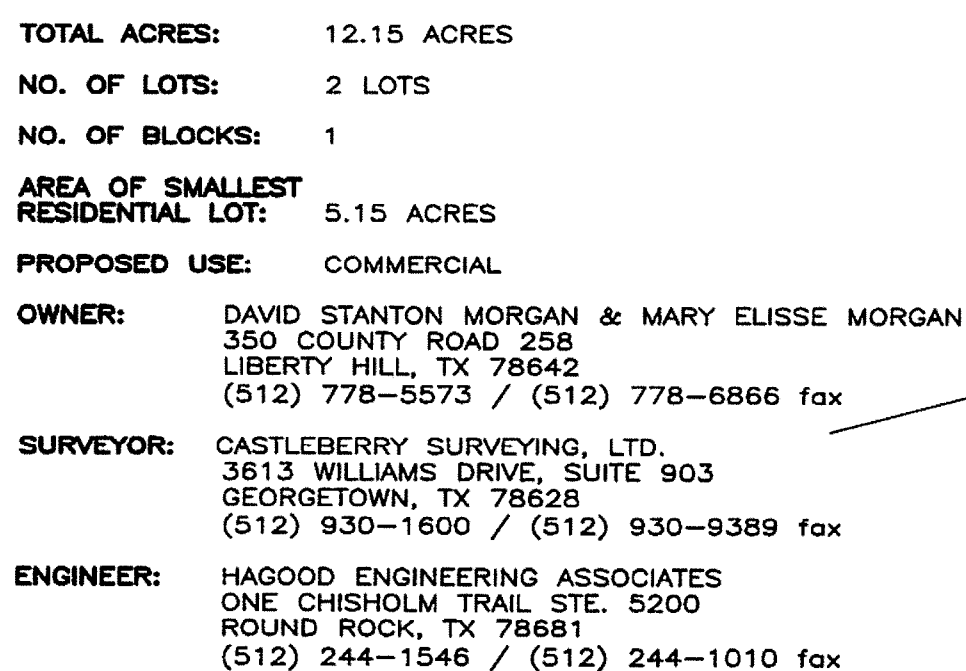 TOTAL ACRES: 12.15 ACRES
NO. OF LOTS: 2 LOTS
NO. OF BLOCKS: 1
AREA OF SMALLEST
RESIDENTIAL LOT: 5.15 ACRES
PROPOSED USE: COMMERCIAL
OWNER: DAVID STANTON MORGAN & MARY ELISSE MORGAN
350 COUNTY ROAD 258
LIBERTY HILL, TX 78642
(512) 778-5573 / (512) 778-6866 fax
SURVEYOR: CASTLEBERRY SURVEYING, LTD.
3613 WILLIAMS DRIVE, SUITE 903
GEORGETOWN, TX 78628
(512) 930-1600 / (512) 930-9389 fax
ENGINEER: HAGOOD ENGINEERING ASSOCIATES
ONE CHISHOLM TRAIL STE. 5200
ROUND ROCK, TX 78681
(512) 244-1546 / (512) 244-1010 fax